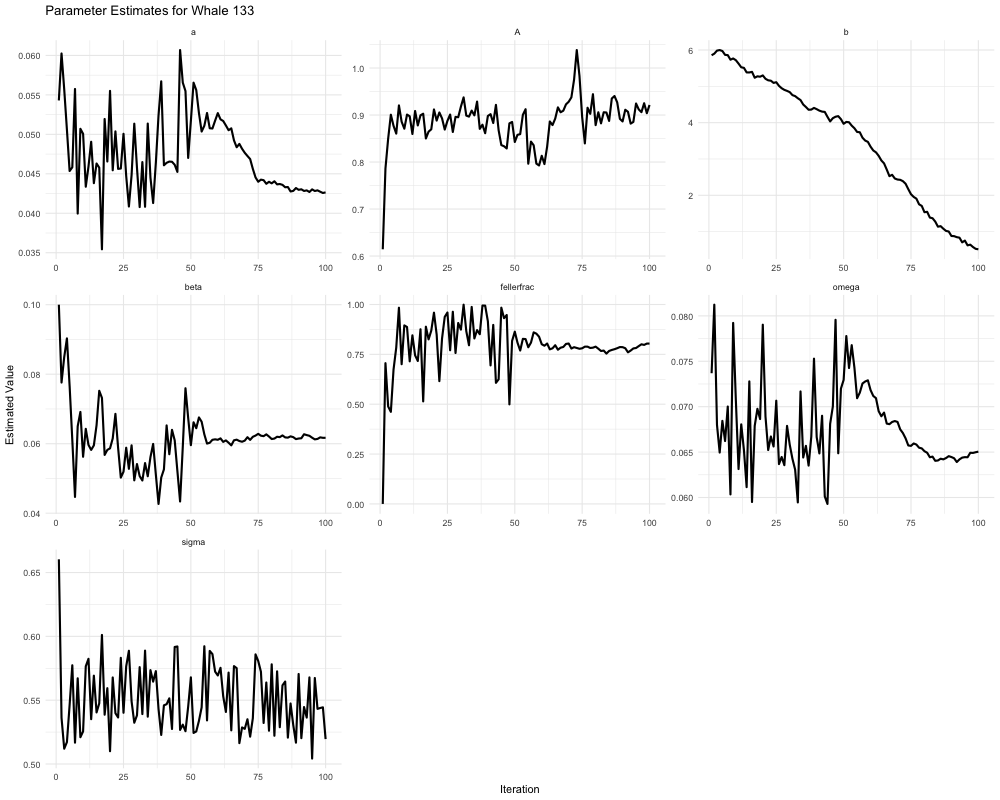 Parameter Estimates for Whale 133
a
A
b
0.060
0.055
0.050
0.045
0.040
0.035
0 25 50 75 100
1.0
0.9
0.8
0.7
0.6
0 25 50 75 100
6
4
2
0 25 50 75 100
beta
fellerfrac
omega
0.10
0.08
0.06
0.04
0 25 50 75 100
1.00
0.75
0.50
0.25
0.00
0 25 50 75 100
0.080
0.075
0.070
0.065
0.060
0 25 50 75 100
sigma
0.65
0.60
0.55
0.50
0 25 50 75 100
Estimated Value
Iteration